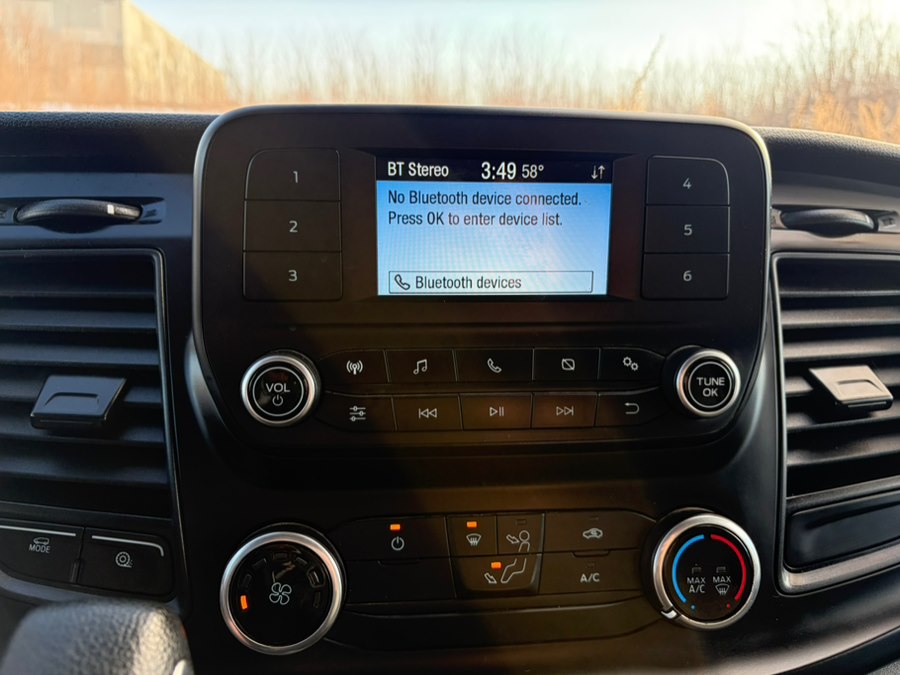 BT Stereo 3:49 58°
No Bluetooth device connected.
Press OK to enter device list.
Bluetooth devices
1
2
3
4
5
6
VOL
TUNE
OK
MODE
A/C
MAX
A/C
MAX